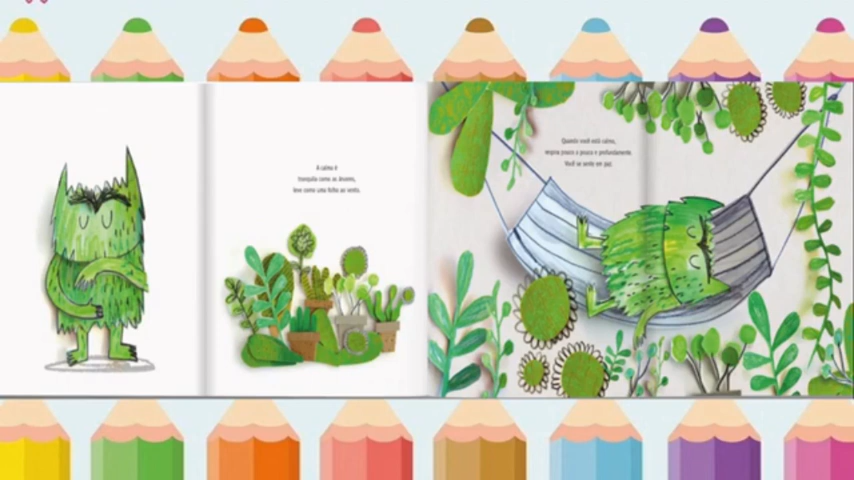 A calma é
tranquila como as árvores,
leve como uma folha ao vento.
Quando você está calmo,
respira pouco a pouco e profundamente.
Você se sente em paz.